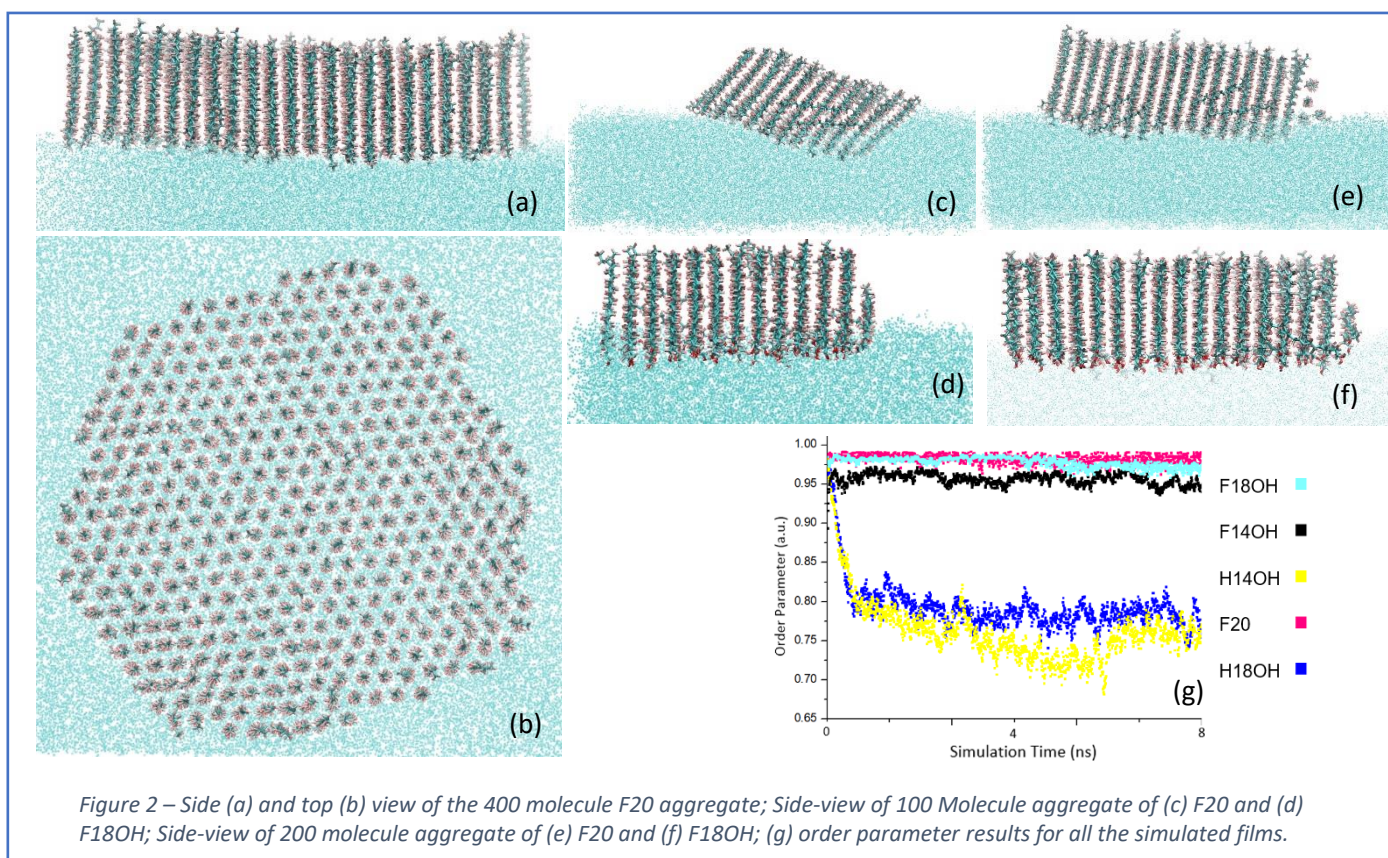 (a)
(c)
(e)
(b)
(d)
(f)
1.00
0.95
0.90
0.85
0.80
0.75
0.70
0.65
Order Parameter (a.u.)
0
4
8
Simulation Time (ns)
(g)
F18OH
F14OH
H14OH
F20
H18OH
Figure 2 – Side (a) and top (b) view of the 400 molecule F20 aggregate; Side-view of 100 Molecule aggregate of (c) F20 and (d)
F18OH; Side-view of 200 molecule aggregate of (e) F20 and (f) F18OH; (g) order parameter results for all the simulated films.